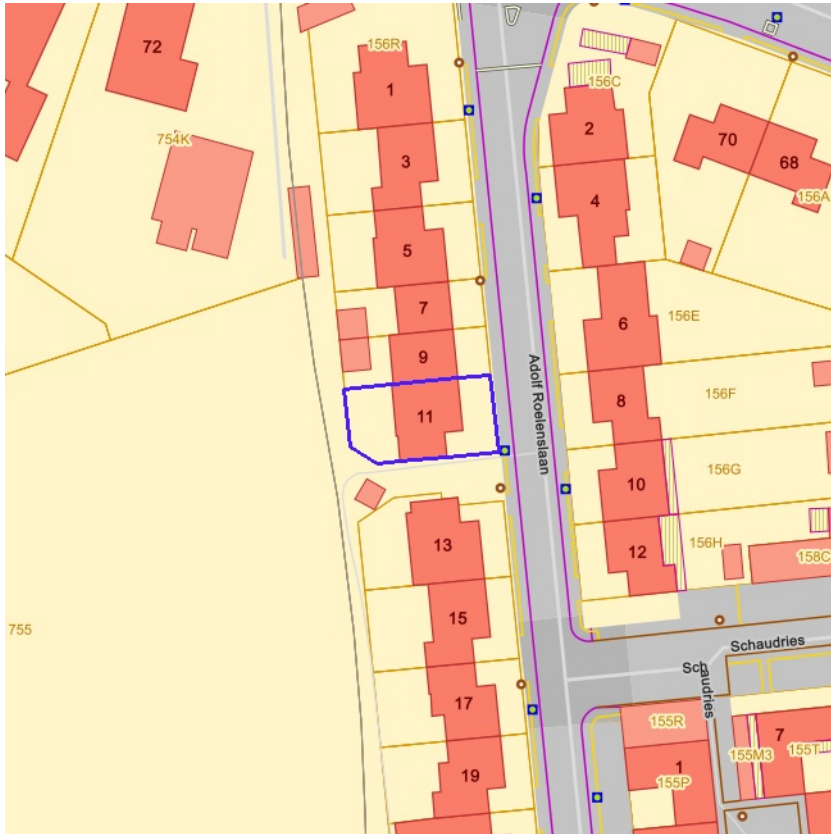 72
156R
1
156C
2
70
68
754K
3
4
156A
5
7
6
156E
9
Adolf Roelenslaan
8
156F
11
10
156G
13
12
156H
158C
15
755
Schaudries
Schaudries
17
155R
7
155T
155M3
19
1
155P